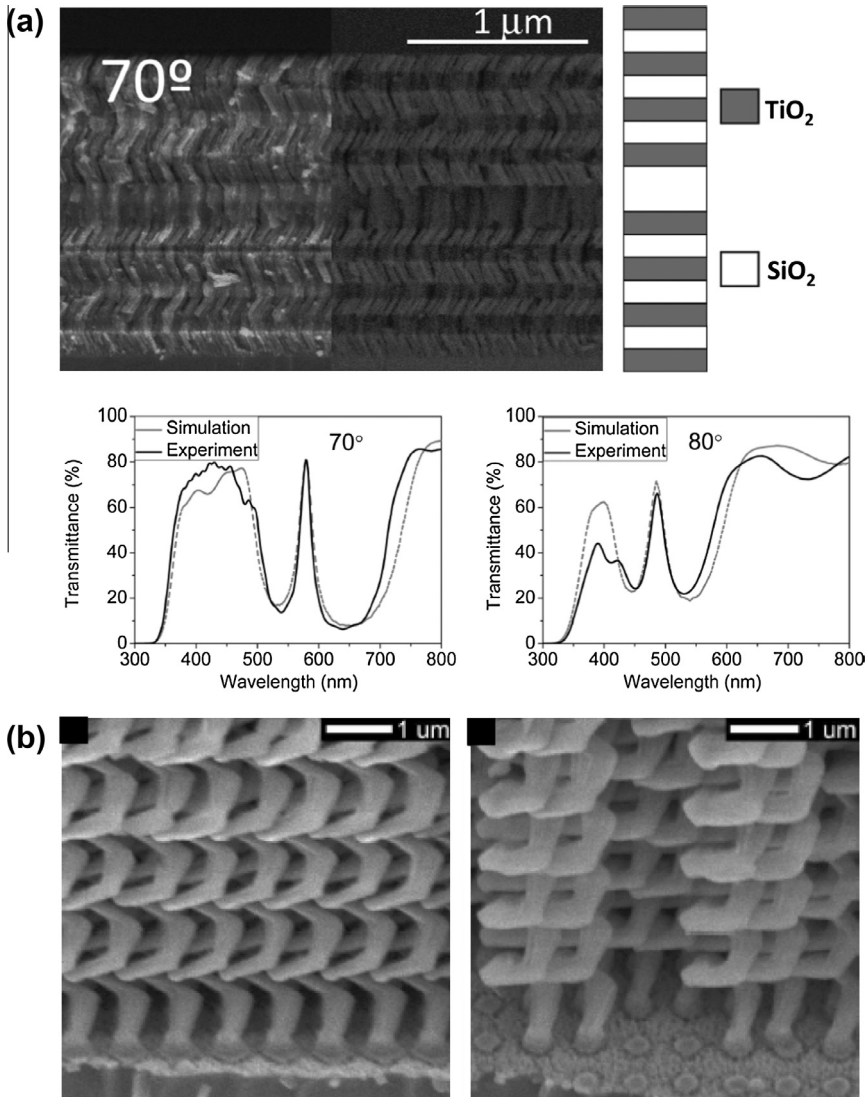 (a)
1 µm
70º
TiO2
SiO2
100
80
60
40
20
0
Transmittance (%)
Simulation
Experiment
70°
300 400 500 600 700 800
Wavelength (nm)
100
80
60
40
20
0
Transmittance (%)
Simulation
Experiment
80°
300 400 500 600 700 800
Wavelength (nm)
(b)
1 um
1 um